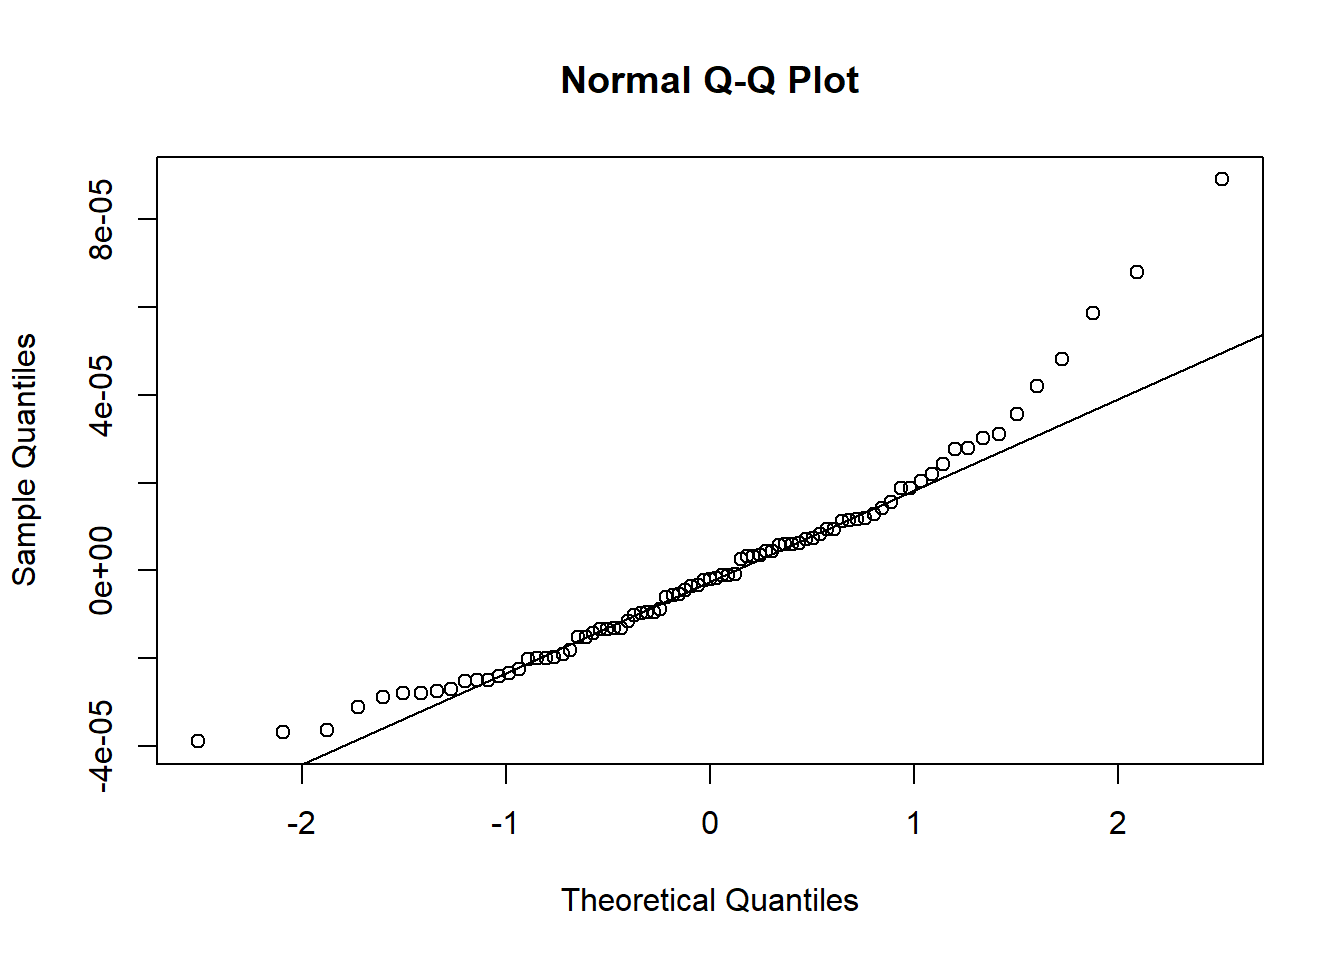 Normal Q-Q Plot
8e-05
4e-05
0e+00
-4e-05
Sample Quantiles
-2 -1 0 1 2
Theoretical Quantiles